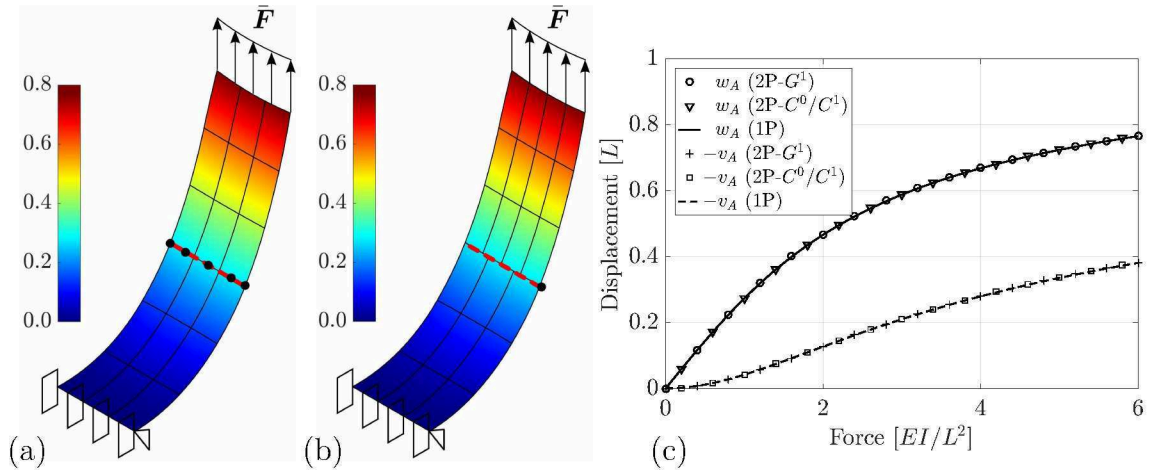 F̄
0.8
0.6
0.4
0.2
0.0
(a)
F̄
0.8
0.6
0.4
0.2
0.0
(b)
1
0.8
0.6
0.4
0.2
0
Displacement [L]
w_A (2P-G^1)
w_A (2P-C^0/C^1)
w_A (1P)
−v_A (2P-G^1)
−v_A (2P-C^0/C^1)
−v_A (1P)
0 2 4 6
Force [EI/L^2]
(c)